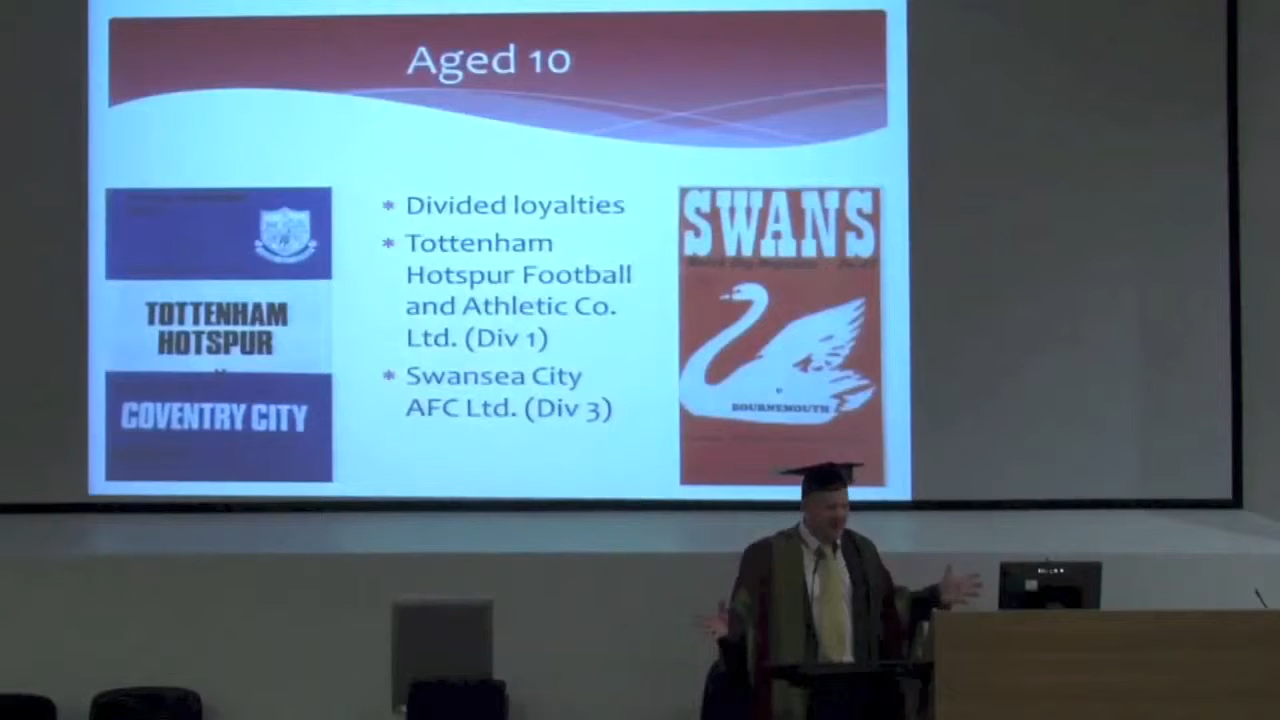 Aged 10
TOTTENHAM
HOTSPUR
v
COVENTRY CITY
* Divided loyalties
* Tottenham
Hotspur Football
and Athletic Co.
Ltd. (Div 1)
* Swansea City
AFC Ltd. (Div 3)
SWANS
BOURNEMOUTH